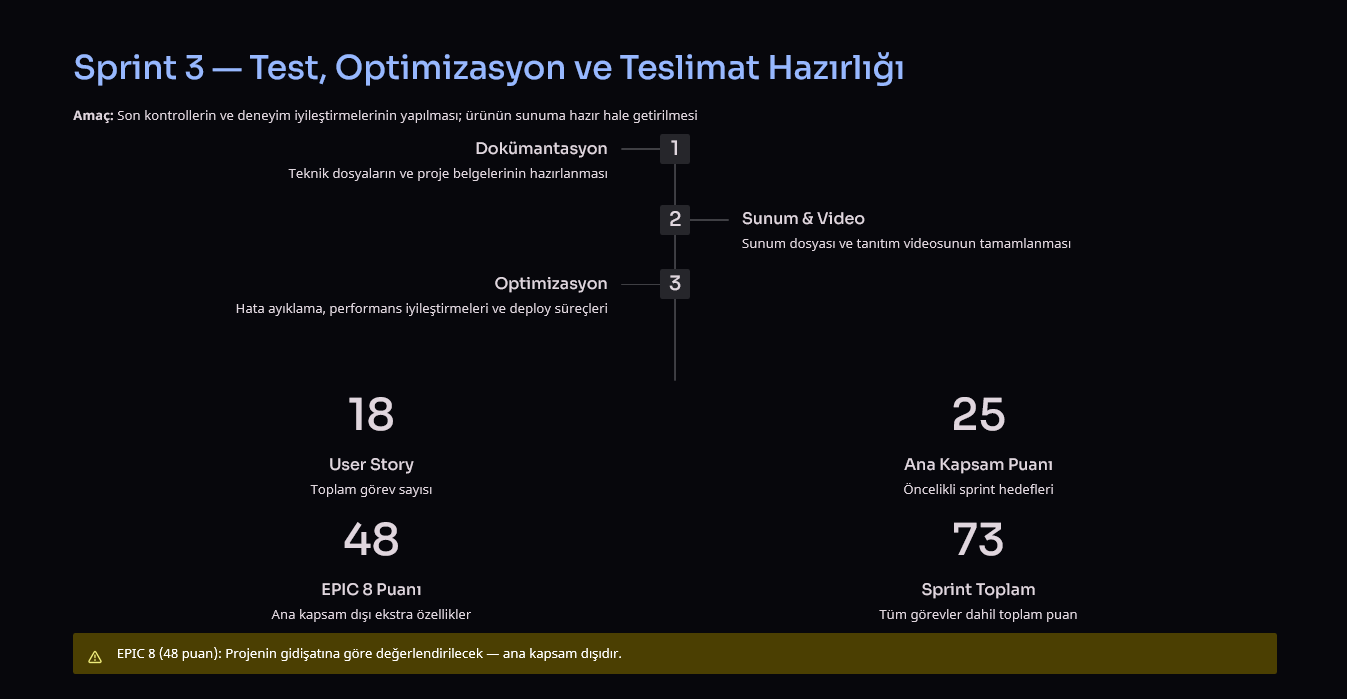 Sprint 3 — Test, Optimizasyon ve Teslimat Hazırlığı
Amaç: Son kontrollerin ve deneyim iyileştirmelerinin yapılması; ürünün sunuma hazır hale getirilmesi
Dokümantasyon
1
Teknik dosyaların ve proje belgelerinin hazırlanması
2
Sunum & Video
Sunum dosyası ve tanıtım videosunun tamamlanması
Optimizasyon
3
Hata ayıklama, performans iyileştirmeleri ve deploy süreçleri
18
User Story
Toplam görev sayısı
25
Ana Kapsam Puanı
Öncelikli sprint hedefleri
48
EPIC 8 Puanı
Ana kapsam dışı ekstra özellikler
73
Sprint Toplam
Tüm görevler dahil toplam puan
EPIC 8 (48 puan): Projenin gidişatına göre değerlendirilecek — ana kapsam dışıdır.